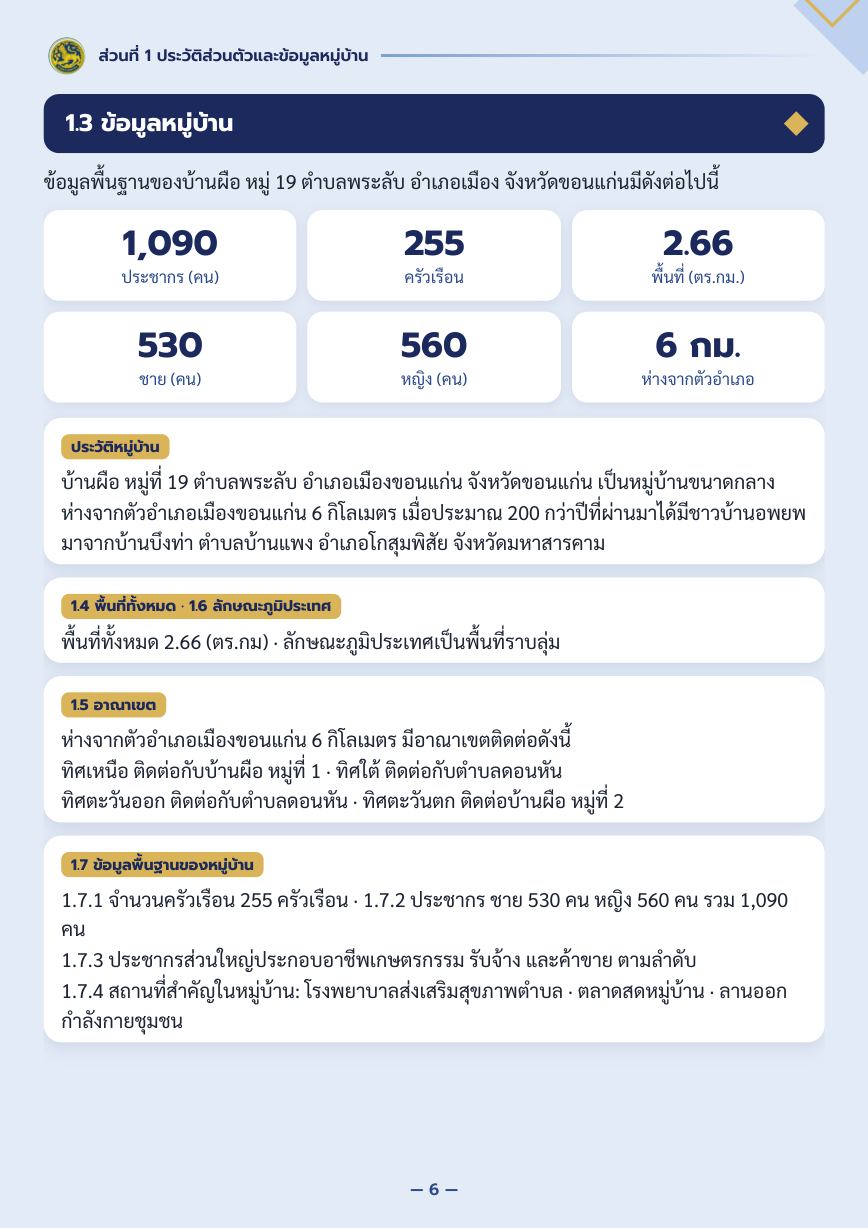 ส่วนที่ 1 ประวัติส่วนตัวและข้อมูลหมู่บ้าน
1.3 ข้อมูลหมู่บ้าน
ข้อมูลพื้นฐานของบ้านผือ หมู่ 19 ตำบลพระลับ อำเภอเมือง จังหวัดขอนแก่นมีดังต่อไปนี้
1,090
ประชากร (คน)
255
ครัวเรือน
2.66
พื้นที่ (ตร.กม.)
530
ชาย (คน)
560
หญิง (คน)
6 กม.
ห่างจากตัวอำเภอ
ประวัติหมู่บ้าน
บ้านผือ หมู่ที่ 19 ตำบลพระลับ อำเภอเมืองขอนแก่น จังหวัดขอนแก่น เป็นหมู่บ้านขนาดกลาง
ห่างจากตัวอำเภอเมืองขอนแก่น 6 กิโลเมตร เมื่อประมาณ 200 กว่าปีที่ผ่านมาได้มีชาวบ้านอพยพ
มาจากบ้านบึงท่า ตำบลบ้านแพง อำเภอโกสุมพิสัย จังหวัดมหาสารคาม
1.4 พื้นที่ทั้งหมด · 1.6 ลักษณะภูมิประเทศ
พื้นที่ทั้งหมด 2.66 (ตร.กม) · ลักษณะภูมิประเทศเป็นพื้นที่ราบลุ่ม
1.5 อาณาเขต
ห่างจากตัวอำเภอเมืองขอนแก่น 6 กิโลเมตร มีอาณาเขตติดต่อดังนี้
ทิศเหนือ ติดต่อกับบ้านผือ หมู่ที่ 1 · ทิศใต้ ติดต่อกับตำบลดอนหัน
ทิศตะวันออก ติดต่อกับตำบลดอนหัน · ทิศตะวันตก ติดต่อบ้านผือ หมู่ที่ 2
1.7 ข้อมูลพื้นฐานของหมู่บ้าน
1.7.1 จำนวนครัวเรือน 255 ครัวเรือน · 1.7.2 ประชากร ชาย 530 คน หญิง 560 คน รวม 1,090
คน
1.7.3 ประชากรส่วนใหญ่ประกอบอาชีพเกษตรกรรม รับจ้าง และค้าขาย ตามลำดับ
1.7.4 สถานที่สำคัญในหมู่บ้าน: โรงพยาบาลส่งเสริมสุขภาพตำบล · ตลาดสดหมู่บ้าน · ลานออก
กำลังกายชุมชน
— 6 —